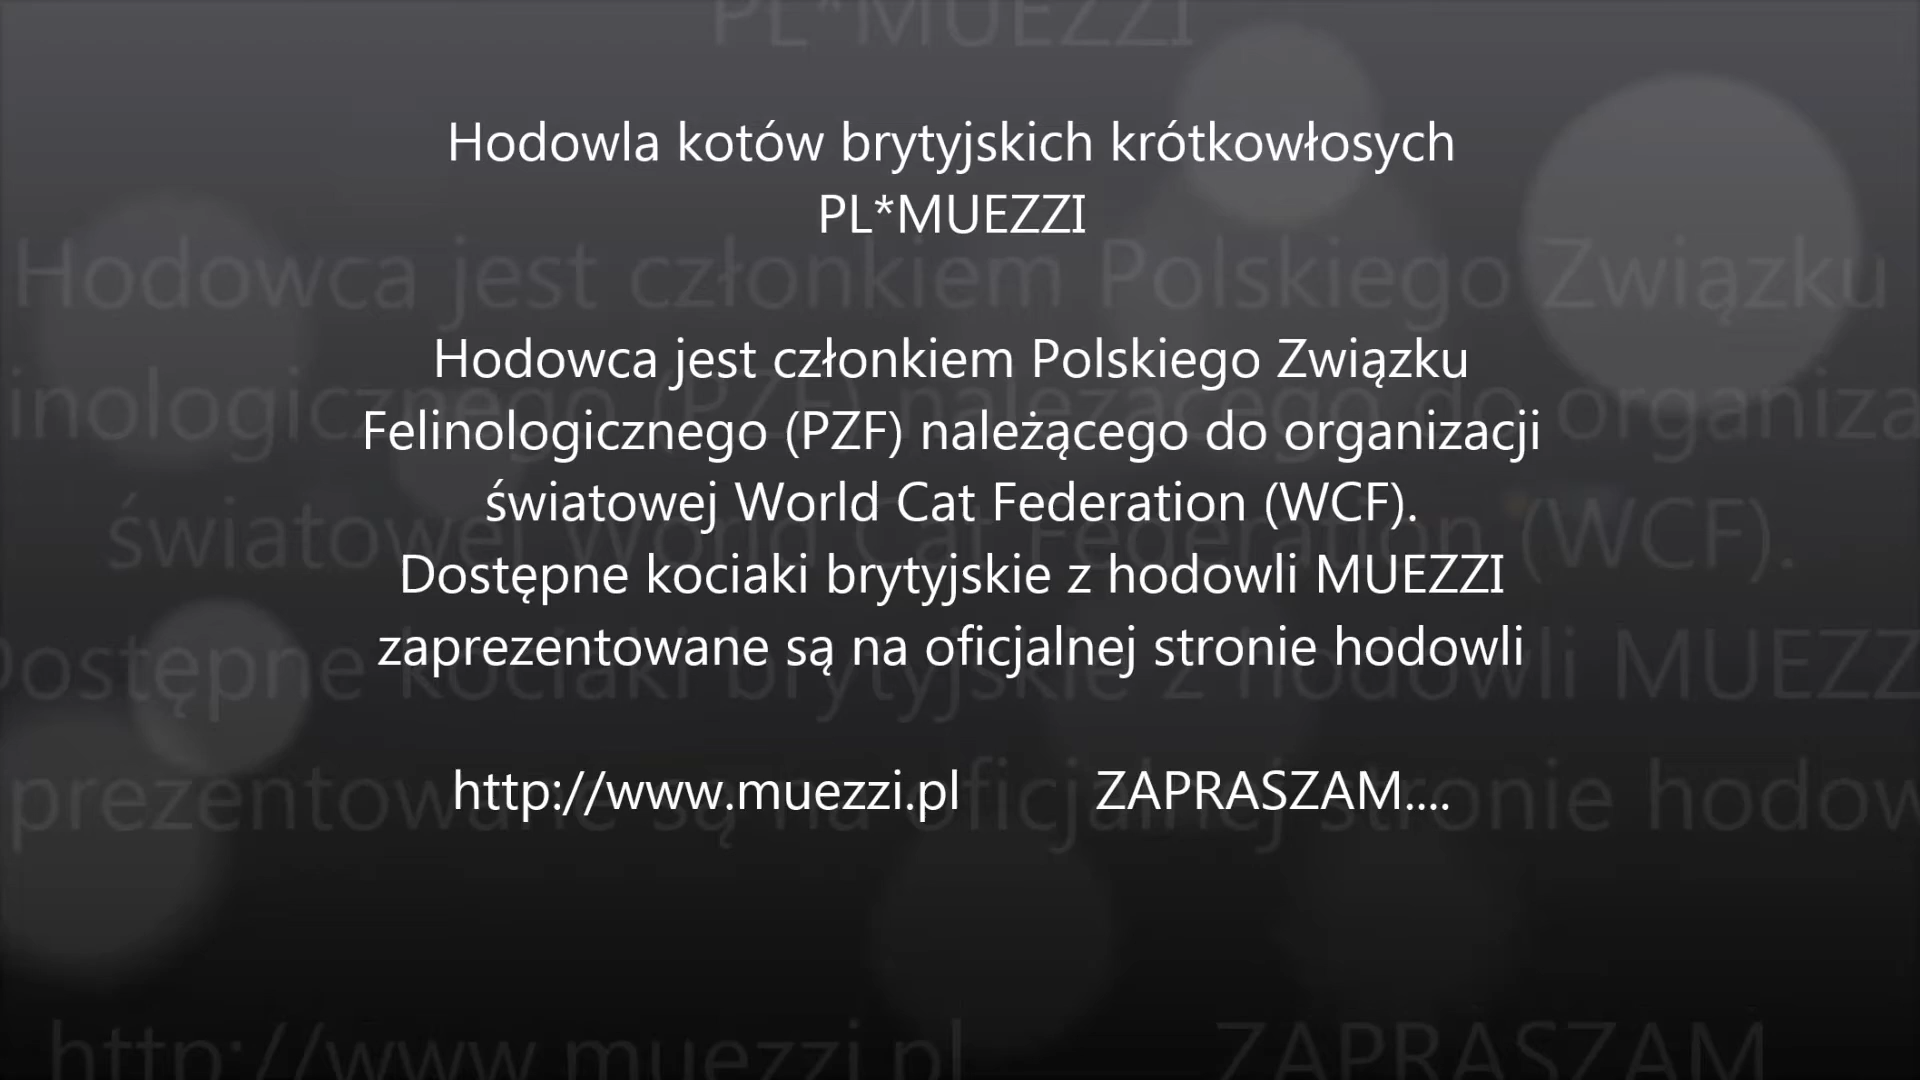 Hodowla kotów brytyjskich krótkowłosych
PL*MUEZZI
Hodowca jest członkiem Polskiego Związku
Felinologicznego (PZF) należącego do organizacji
światowej World Cat Federation (WCF).
Dostępne kociaki brytyjskie z hodowli MUEZZI
zaprezentowane są na oficjalnej stronie hodowli
http://www.muezzi.pl ZAPRASZAM....